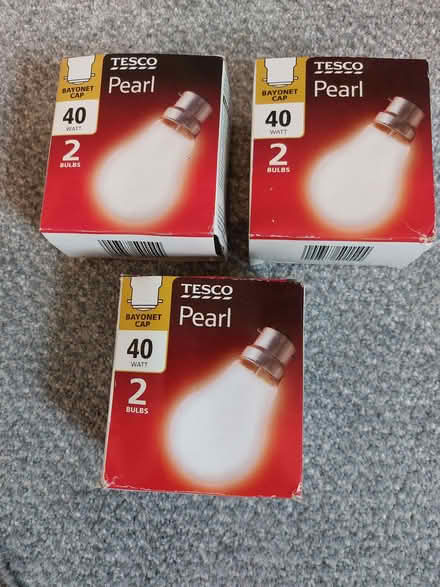 TESCO
Pearl
BAYONET
CAP
40
WATT
2
BULBS
TESCO
Pearl
BAYONET
CAP
40
WATT
2
BULBS
TESCO
Pearl
BAYONET
CAP
40
WATT
2
BULBS